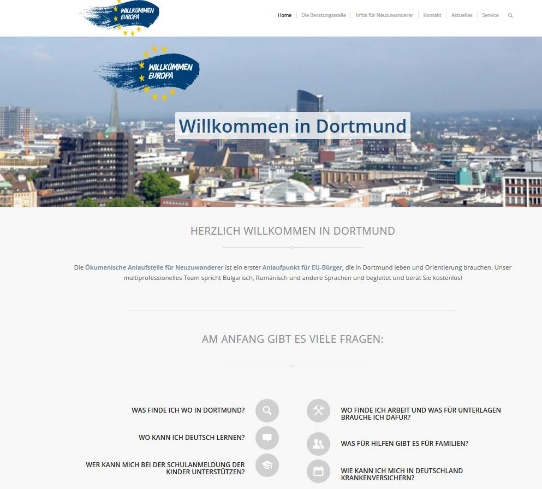 WILLKOMMEN
EUROPA
Home
Die Beratungsstelle
Infos für Neuzuwanderer
Kontakt
Aktuelles
Service
WILLKOMMEN
EUROPA
Willkommen in Dortmund
HERZLICH WILLKOMMEN IN DORTMUND
Die Ökumenische Anlaufstelle für Neuzuwanderer ist ein erster Anlaufpunkt für EU-Bürger, die in Dortmund leben und Orientierung brauchen. Unser
multiprofessionelles Team spricht Bulgarisch, Rumänisch und andere Sprachen und begleitet und berät Sie kostenlos!
AM ANFANG GIBT ES VIELE FRAGEN:
WAS FINDE ICH WO IN DORTMUND?
WO KANN ICH DEUTSCH LERNEN?
WER KANN MICH BEI DER SCHULANMELDUNG DER
KINDER UNTERSTÜTZEN?
WO FINDE ICH ARBEIT UND WAS FÜR UNTERLAGEN
BRAUCHE ICH DAFÜR?
WAS FÜR HILFEN GIBT ES FÜR FAMILIEN?
WIE KANN ICH MICH IN DEUTSCHLAND
KRANKENVERSICHERN?